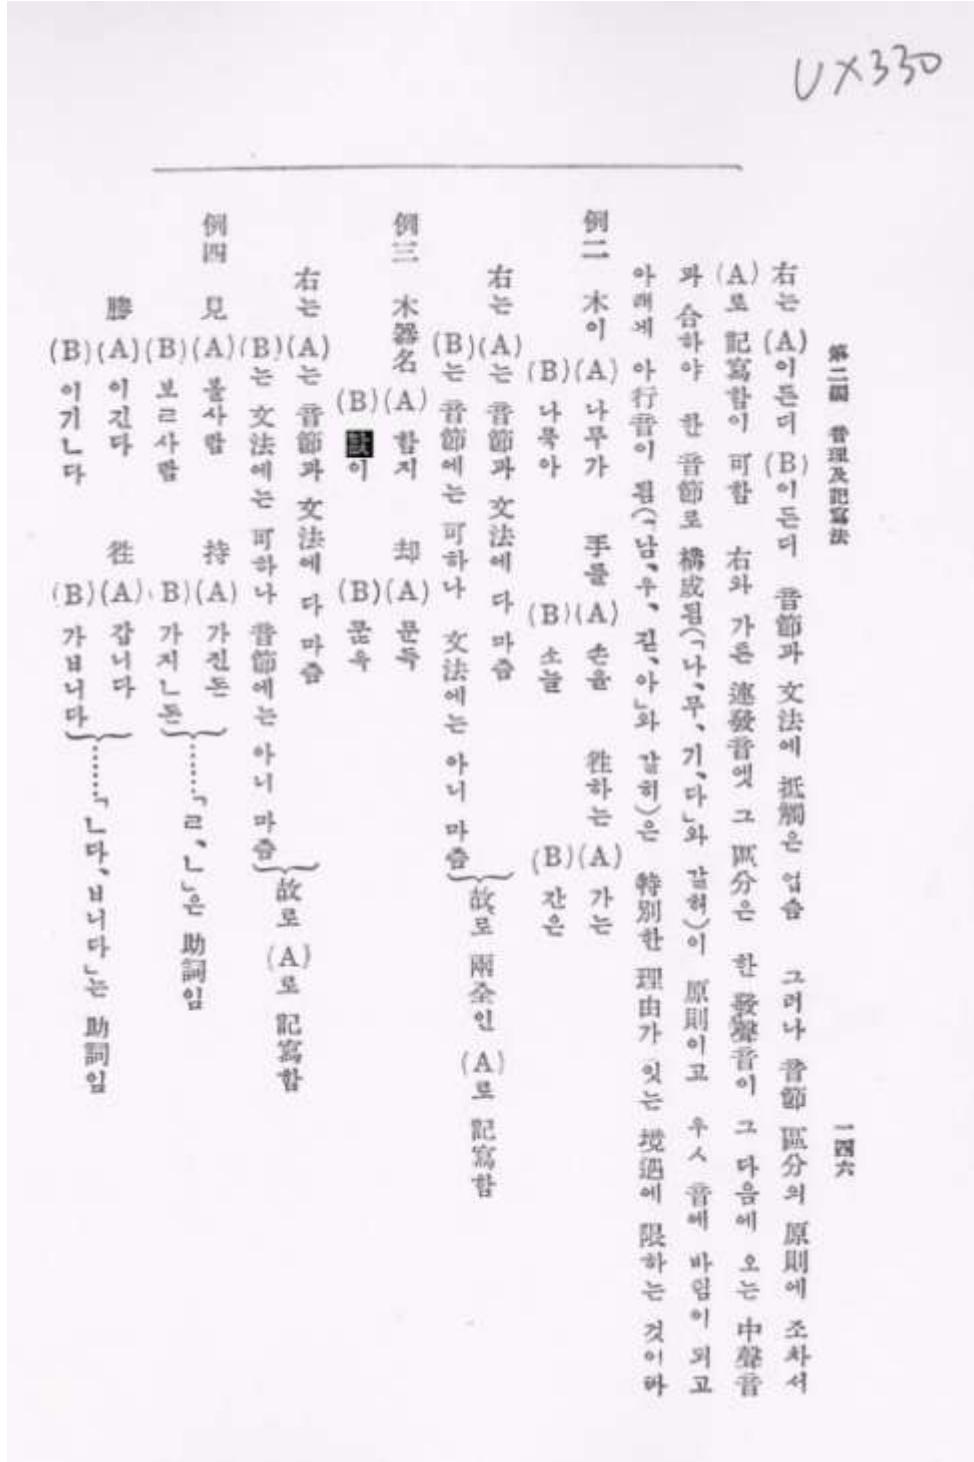 UX330
第二編 音理及記寫法
一四六
右는 (A)이든디 (B)이든디 音節과 文法에 抵觸은 업슴 그러나 音節 區分의 原則에 조차서
(A)로 記寫함이 可함 右와 가튼 連發音엣 그 區分은 한 發聲音이 그 다음에 오는 中聲音
과 合하야 한 音節로 構成됨(「나、무、기、다」와 갈히)이 原則이고 우ㅅ 音에 바팀이 되고
아래에 아行音이 됨(「남、우、긷、아」와 갈히)은 特別한 理由가 잇는 境遇에 限하는 것이라
例二 木이 (A) 나무가 手를 (A) 손을 徃하는 (A) 가는
(B) 나묵아 (B) 소늘 (B) 잔은
右는 (A)는 音節과 文法에 다 마즘
(B)는 音節에는 可하나 文法에는 아니 마즘 故로 兩全인 (A)로 記寫함
例三 木器名 (A) 함지 却 (A) 문득
(B) 이 (B) 욱
右는 (A)는 音節과 文法에 다 마즘
(B)는 文法에는 可하나 音節에는 아니 마즘 故로 (A)로 記寫함
例四 見 (A) 볼사람 持 (A) 가진돈
(B) 보ㄹ사람 (B) 가지ㄴ돈 ……「ㄹ、ㄴ」은 助詞임
勝 (A) 이긴다 徃 (A) 갑니다
(B) 이기ㄴ다 (B) 가ㅂ니다 ……「ㄴ다、ㅂ니다」는 助詞임